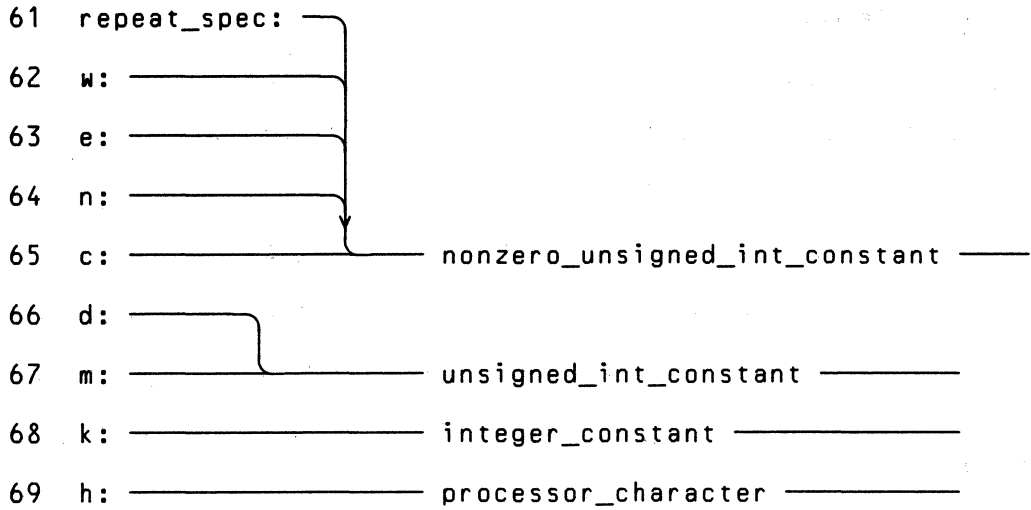 61 repeat_spec:
62 w:
63 e:
64 n:
65 c: nonzero_unsigned_int_constant
66 d:
67 m: unsigned_int_constant
68 k: integer_constant
69 h: processor_character